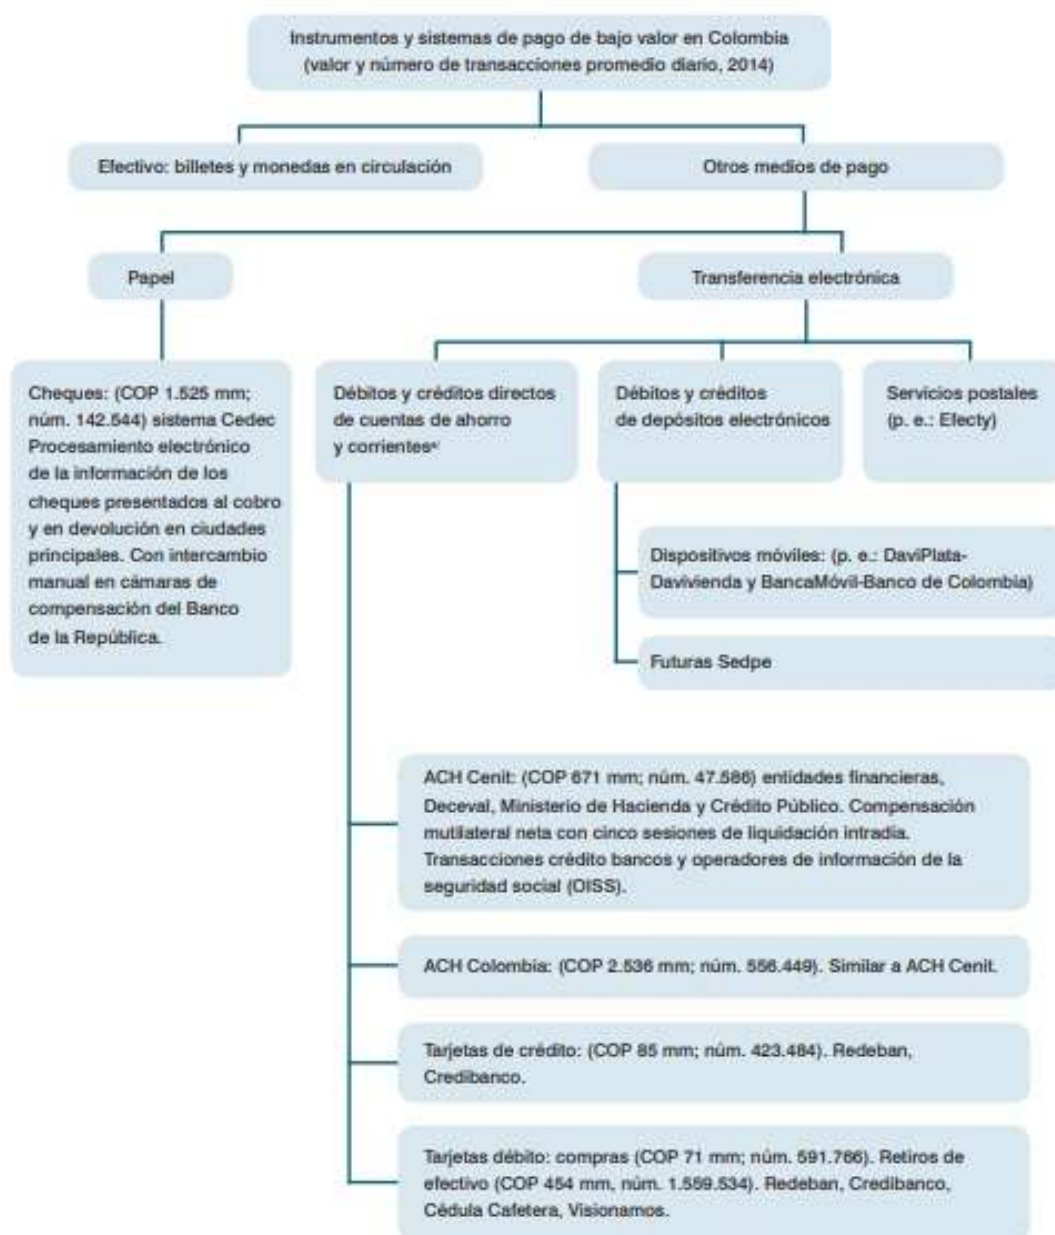 Instrumentos y sistemas de pago de bajo valor en Colombia
(valor y número de transacciones promedio diario, 2014)
Efectivo: billetes y monedas en circulación
Otros medios de pago
Papel
Transferencia electrónica
Cheques: (COP 1.525 mm;
núm. 142.544) sistema Cedec
Procesamiento electrónico
de la información de los
cheques presentados al cobro
y en devolución en ciudades
principales. Con intercambio
manual en cámaras de
compensación del Banco
de la República.
Débitos y créditos directos
de cuentas de ahorro
y corrientesᵃ/
Débitos y créditos
de depósitos electrónicos
Servicios postales
(p. e.: Efecty)
Dispositivos móviles: (p. e.: DaviPlata-
Davivienda y BancaMóvil-Banco de Colombia)
Futuras Sedpe
ACH Cenit: (COP 671 mm; núm. 47.586) entidades financieras,
Deceval, Ministerio de Hacienda y Crédito Público. Compensación
mutilateral neta con cinco sesiones de liquidación intradía.
Transacciones crédito bancos y operadores de información de la
seguridad social (OISS).
ACH Colombia: (COP 2.536 mm; núm. 556.449). Similar a ACH Cenit.
Tarjetas de crédito: (COP 85 mm; núm. 423.484). Redeban,
Credibanco.
Tarjetas débito: compras (COP 71 mm; núm. 591.766). Retiros de
efectivo (COP 454 mm, núm. 1.559.534). Redeban, Credibanco,
Cédula Cafetera, Visionamos.